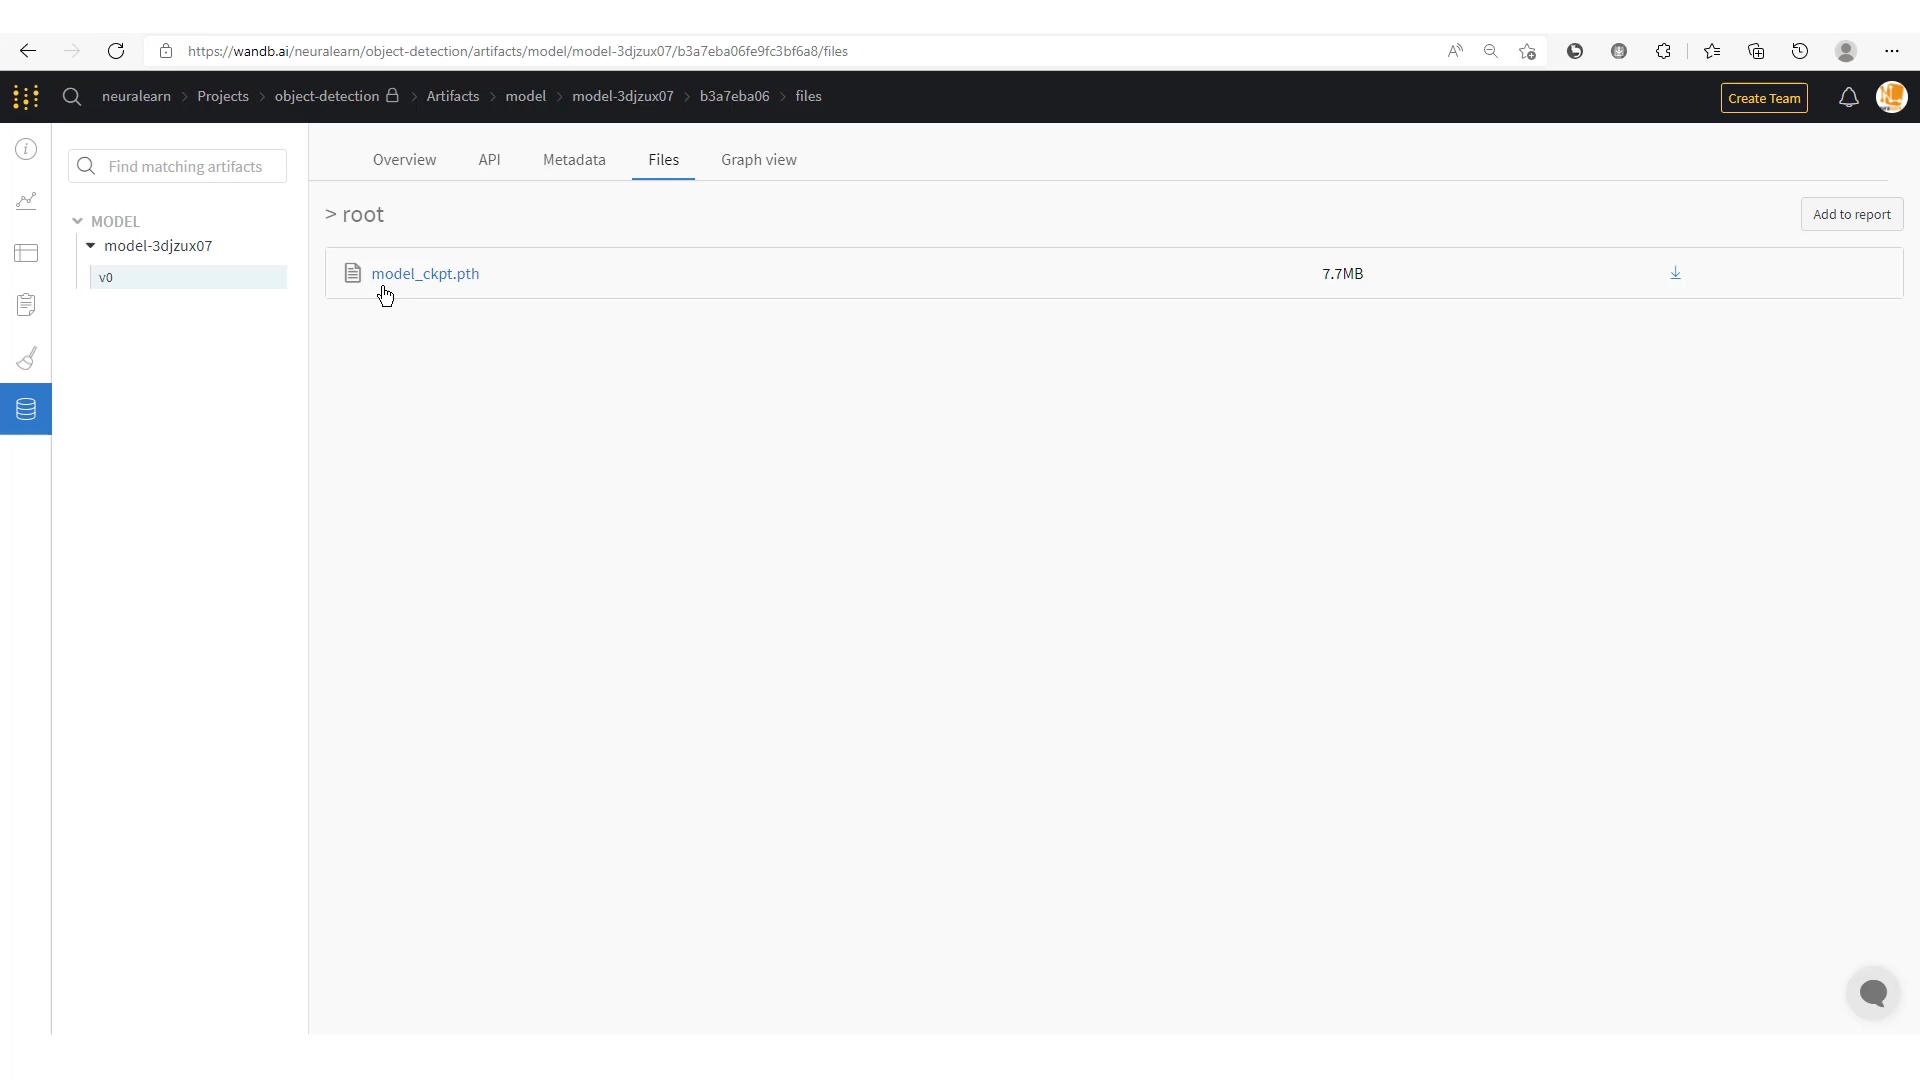 https://wandb.ai/neuralearn/object-detection/artifacts/model/model-3djzux07/b3a7eba06fe9fc3bf6a8/files
neuralearn > Projects > object-detection > Artifacts > model > model-3djzux07 > b3a7eba06 > files
Create Team
Find matching artifacts
MODEL
model-3djzux07
v0
Overview API Metadata Files Graph view
> root
Add to report
model_ckpt.pth 7.7MB